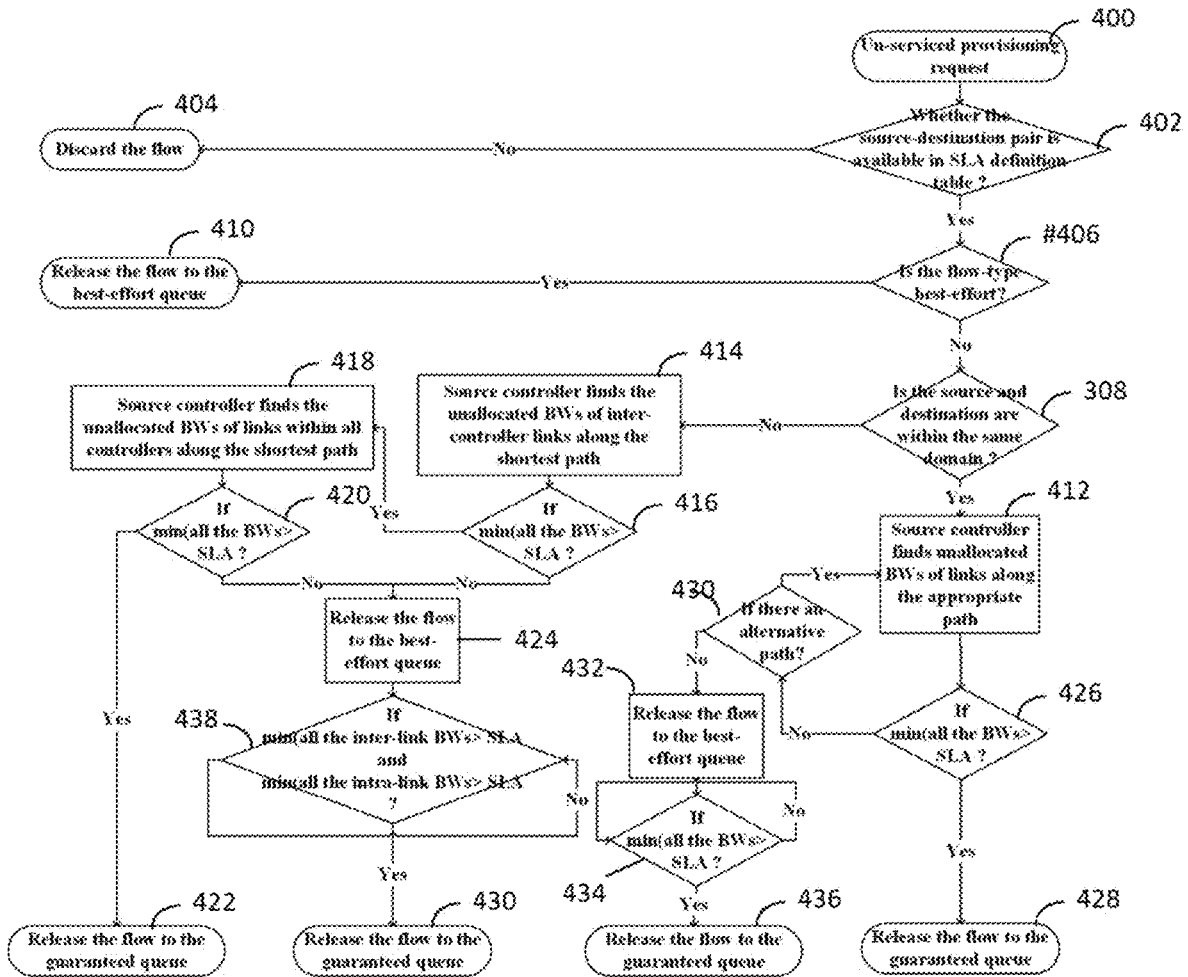 400
Un-serviced provisioning
request
404
Discard the flow
No
Whether the
source-destination pair is
available in SLA definition
table ?
402
Yes
410
Release the flow to the
best-effort queue
Yes
#406
Is the flow-type
best-effort?
No
418
Source controller finds the
unallocated BWs of links within all
controllers along the shortest path
414
Source controller finds the
unallocated BWs of inter-
controller links along the
shortest path
No
Is the source and
destination are
within the same
domain ?
308
Yes
420
If
min(all the BWs>
SLA ?
Yes
416
If
min(all the BWs>
SLA ?
412
Source controller
finds unallocated
BWs of links along
the appropriate
path
No
No
Yes
430
If there an
alternative
path?
424
Release the flow
to the best-
effort queue
No
432
Release the flow
to the best-
effort queue
426
If
min(all the BWs>
SLA ?
No
Yes
438
If
min(all the inter-link BWs> SLA
and
min(all the intra-link BWs> SLA
?
No
No
If
min(all the BWs>
SLA ?
434
Yes
Yes
Yes
422
Release the flow to the
guaranteed queue
430
Release the flow to the
guaranteed queue
436
Release the flow to the
guaranteed queue
428
Release the flow to the
guaranteed queue